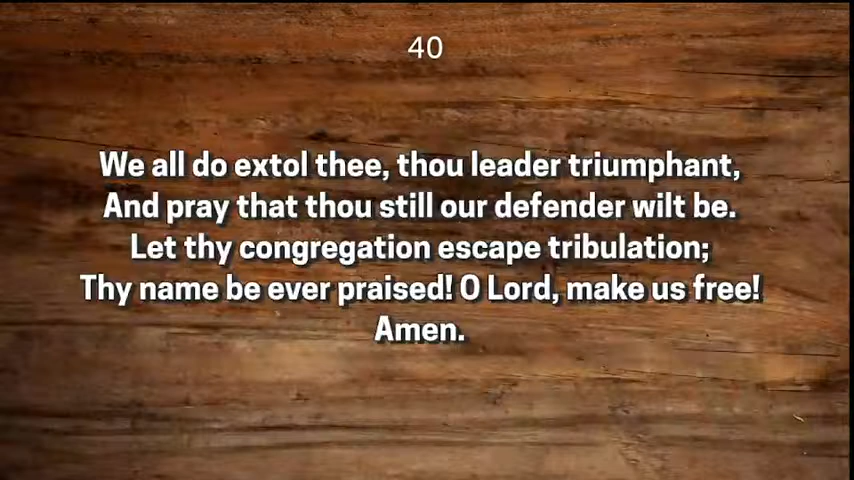 40
We all do extol thee, thou leader triumphant,
And pray that thou still our defender wilt be.
Let thy congregation escape tribulation;
Thy name be ever praised! O Lord, make us free!
Amen.